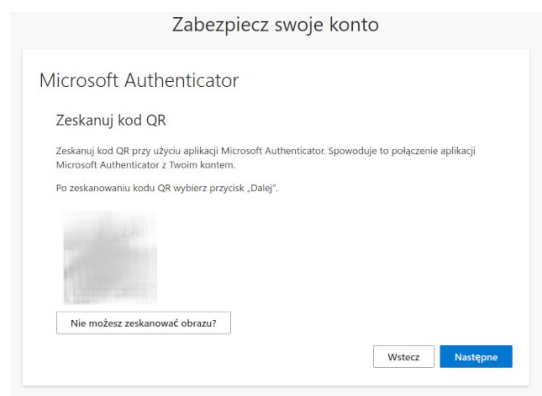 Zabezpiecz swoje konto
Microsoft Authenticator
Zeskanuj kod QR
Zeskanuj kod QR przy użyciu aplikacji Microsoft Authenticator. Spowoduje to połączenie aplikacji
Microsoft Authenticator z Twoim kontem.
Po zeskanowaniu kodu QR wybierz przycisk „Dalej”.
Nie możesz zeskanować obrazu?
Wstecz
Następne